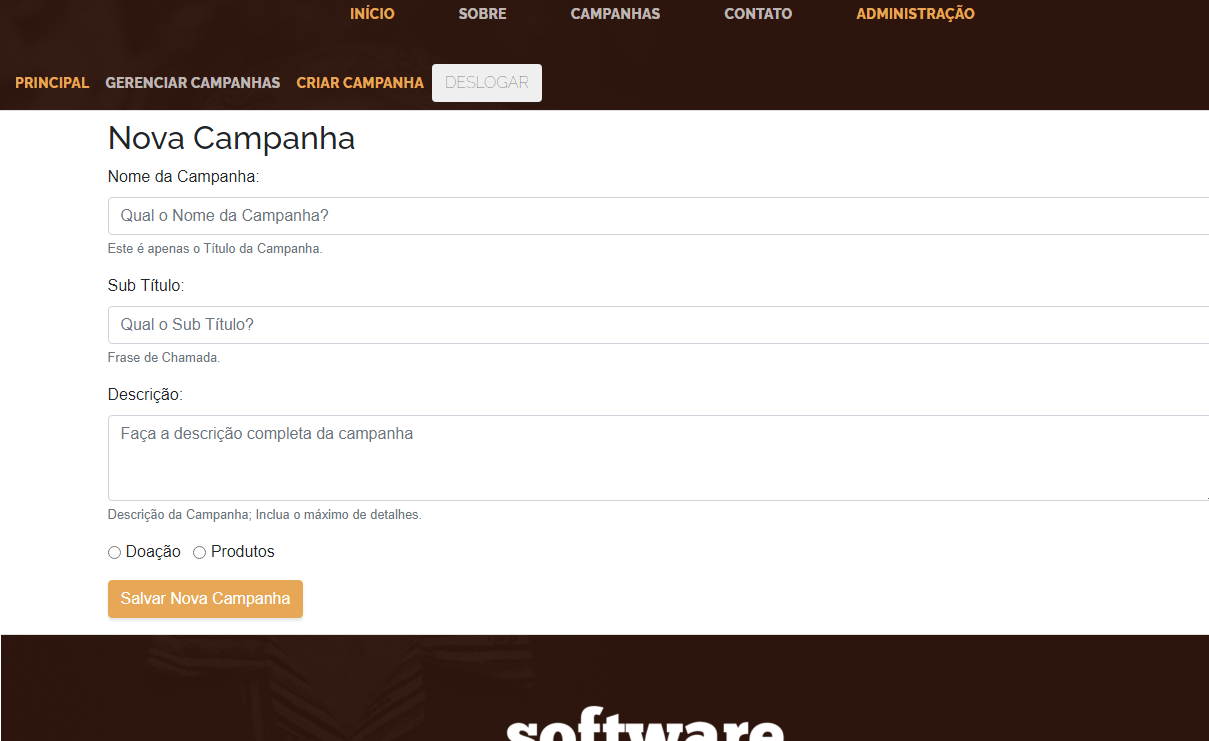 INÍCIO SOBRE CAMPANHAS CONTATO ADMINISTRAÇÃO
PRINCIPAL GERENCIAR CAMPANHAS CRIAR CAMPANHA DESLOGAR
Nova Campanha
Nome da Campanha:
Qual o Nome da Campanha?
Este é apenas o Título da Campanha.
Sub Título:
Qual o Sub Título?
Frase de Chamada.
Descrição:
Faça a descrição completa da campanha
Descrição da Campanha; Inclua o máximo de detalhes.
Doação Produtos
Salvar Nova Campanha
software